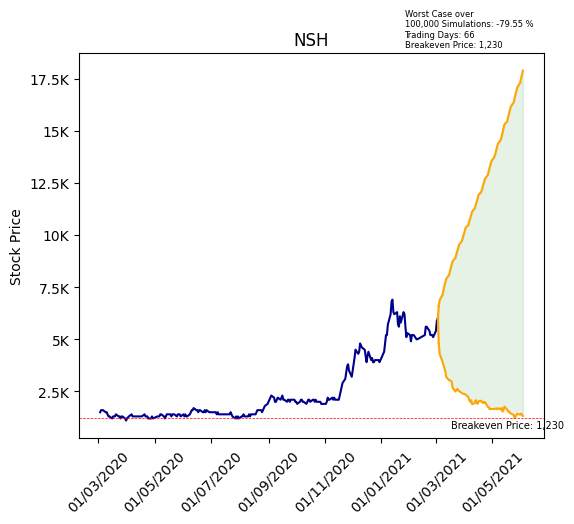 Worst Case over
100,000 Simulations: -79.55 %
Trading Days: 66
Breakeven Price: 1,230
NSH
Stock Price
17.5K
15K
12.5K
10K
7.5K
5K
2.5K
Breakeven Price: 1,230
01/03/2020
01/05/2020
01/07/2020
01/09/2020
01/11/2020
01/01/2021
01/03/2021
01/05/2021